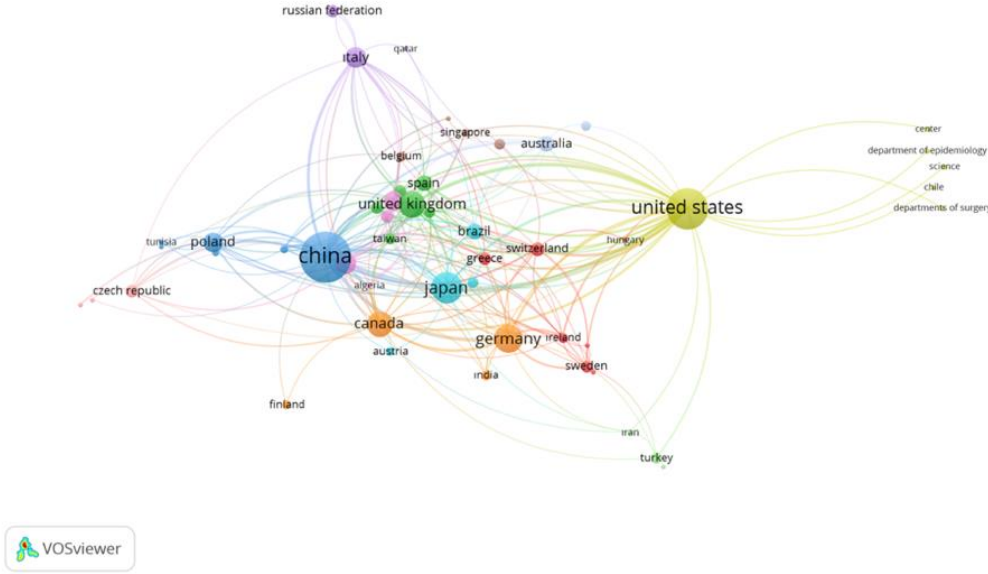 russian federation
italy
qatar
center
singapore
australia
department of epidemiology
belgium
science
spain
chile
united kingdom
united states
departments of surgery
brazil
tunisia
poland
taiwan
hungary
switzerland
china
greece
algeria
japan
czech republic
canada
germany
ireland
austria
sweden
india
finland
iran
turkey
VOSviewer